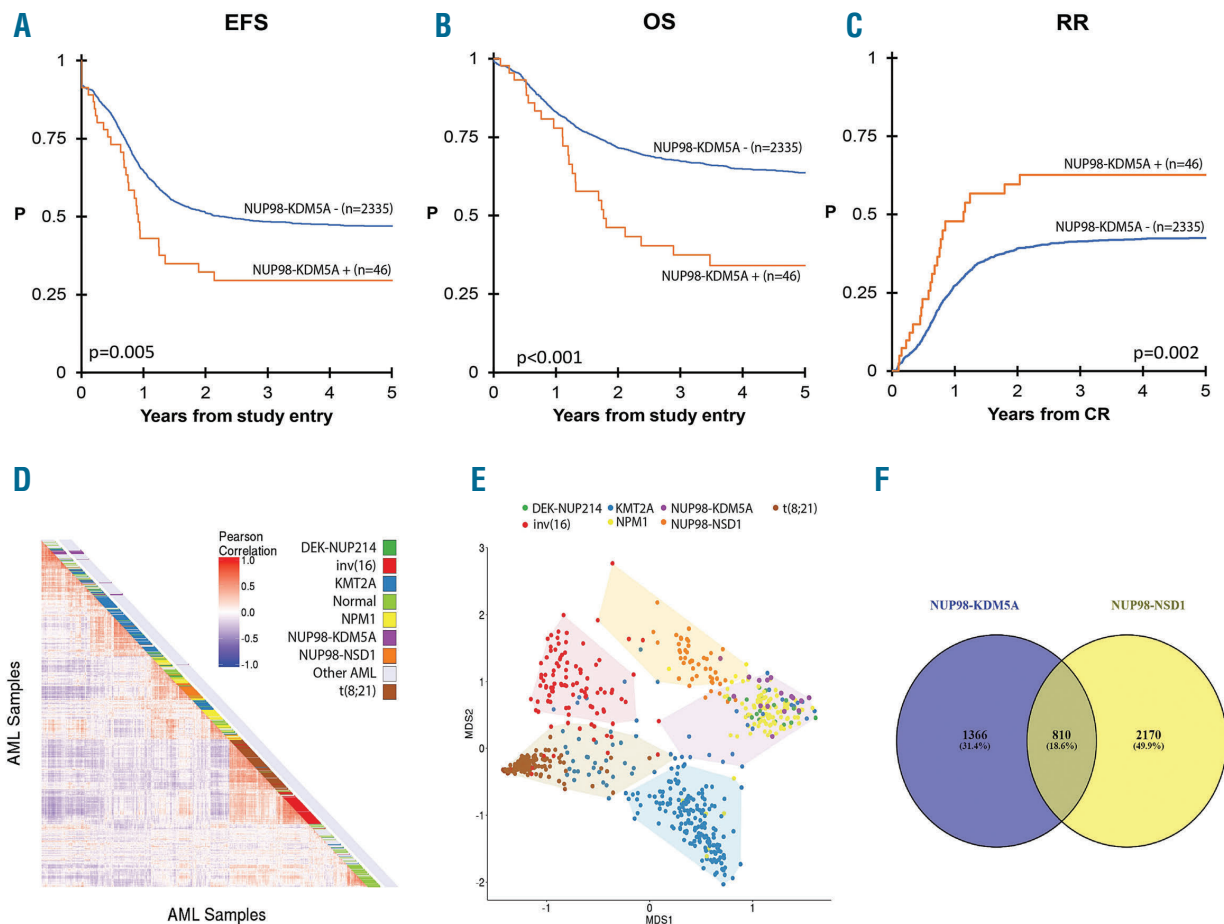 A
EFS
1
0.75
P
0.5
0.25
0
NUP98-KDM5A - (n=2335)
NUP98-KDM5A + (n=46)
p=0.005
0 1 2 3 4 5
Years from study entry
B
OS
1
0.75
P
0.5
0.25
0
NUP98-KDM5A - (n=2335)
NUP98-KDM5A + (n=46)
p<0.001
0 1 2 3 4 5
Years from study entry
C
RR
1
0.75
P
0.5
0.25
0
NUP98-KDM5A + (n=46)
NUP98-KDM5A - (n=2335)
p=0.002
0 1 2 3 4 5
Years from CR
D
Pearson
Correlation
1.0
0.5
0.0
-0.5
-1.0
DEK-NUP214
inv(16)
KMT2A
Normal
NPM1
NUP98-KDM5A
NUP98-NSD1
Other AML
t(8;21)
AML Samples
AML Samples
E
DEK-NUP214 KMT2A NUP98-KDM5A t(8;21)
inv(16) NPM1 NUP98-NSD1
3
2
1
0
-1
-2
MDS2
-1 0 1
MDS1
F
NUP98-KDM5A NUP98-NSD1
1366 810 2170
(31.4%) (18.6%) (49.9%)